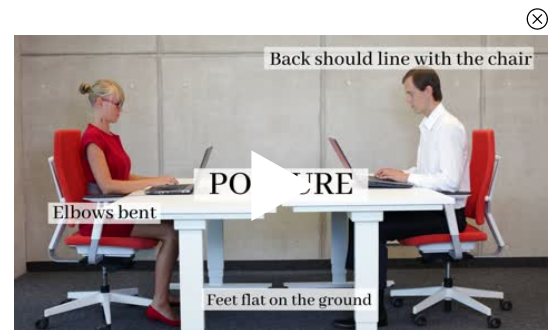 Back should line with the chair
Elbows bent
Feet flat on the ground